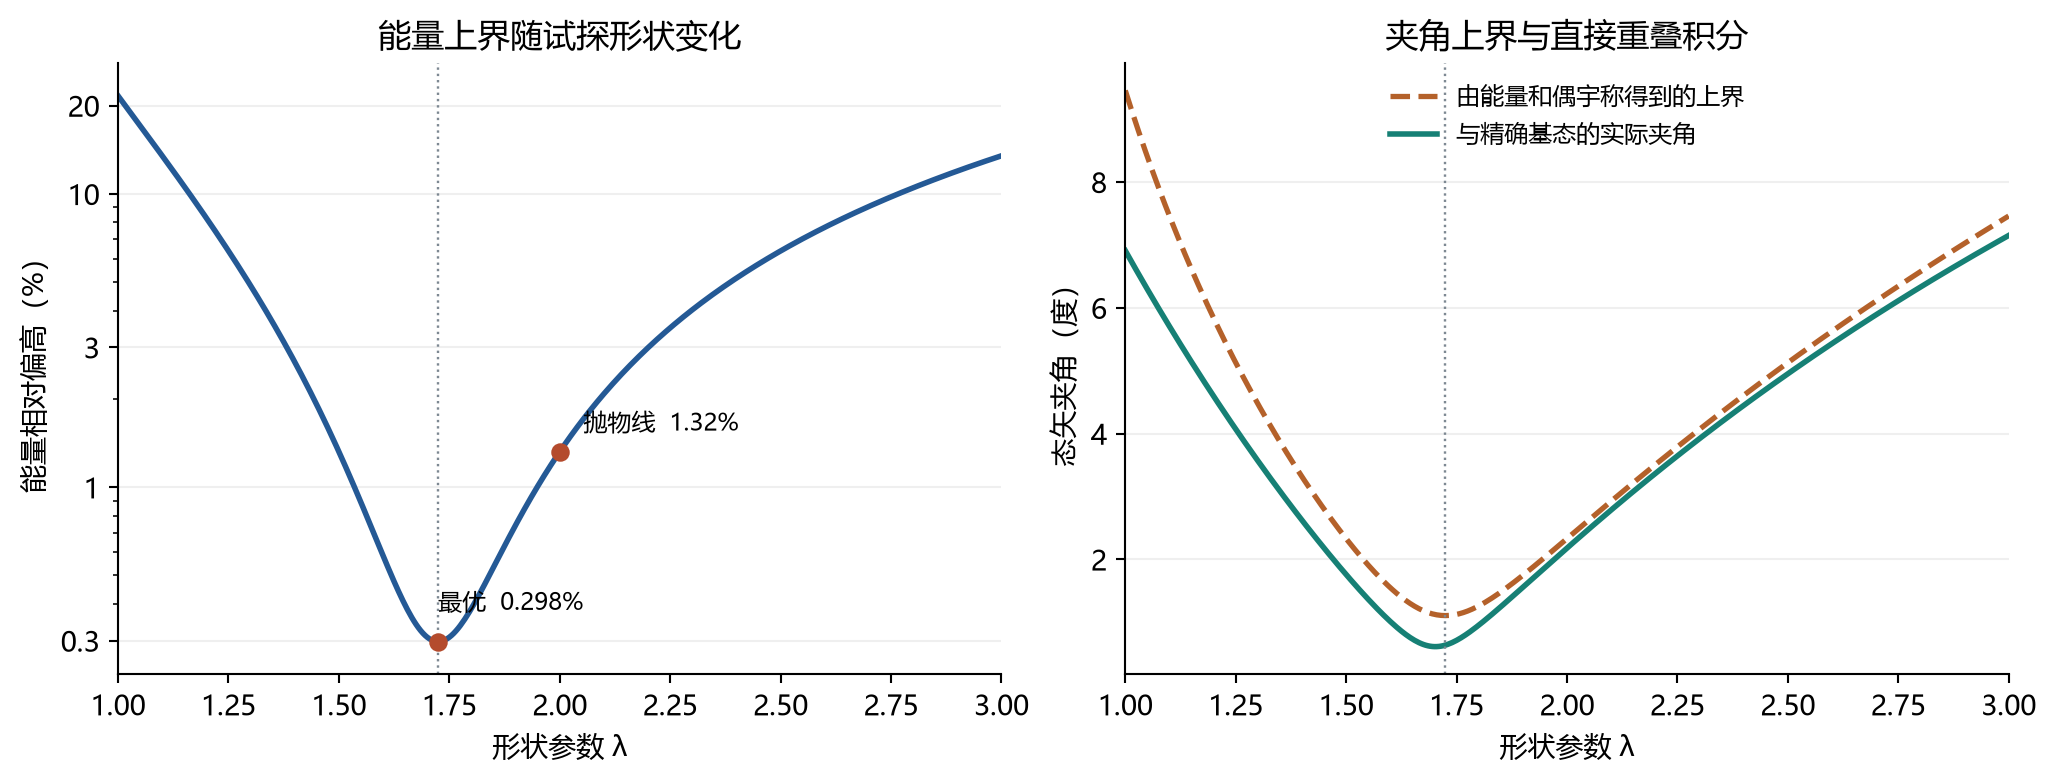 能量上界随试探形状变化
能量相对偏高（%）
20
10
3
1
0.3
抛物线 1.32%
最优 0.298%
1.00 1.25 1.50 1.75 2.00 2.25 2.50 2.75 3.00
形状参数 λ
夹角上界与直接重叠积分
由能量和偶宇称得到的上界
与精确基态的实际夹角
态矢夹角（度）
8
6
4
2
1.00 1.25 1.50 1.75 2.00 2.25 2.50 2.75 3.00
形状参数 λ